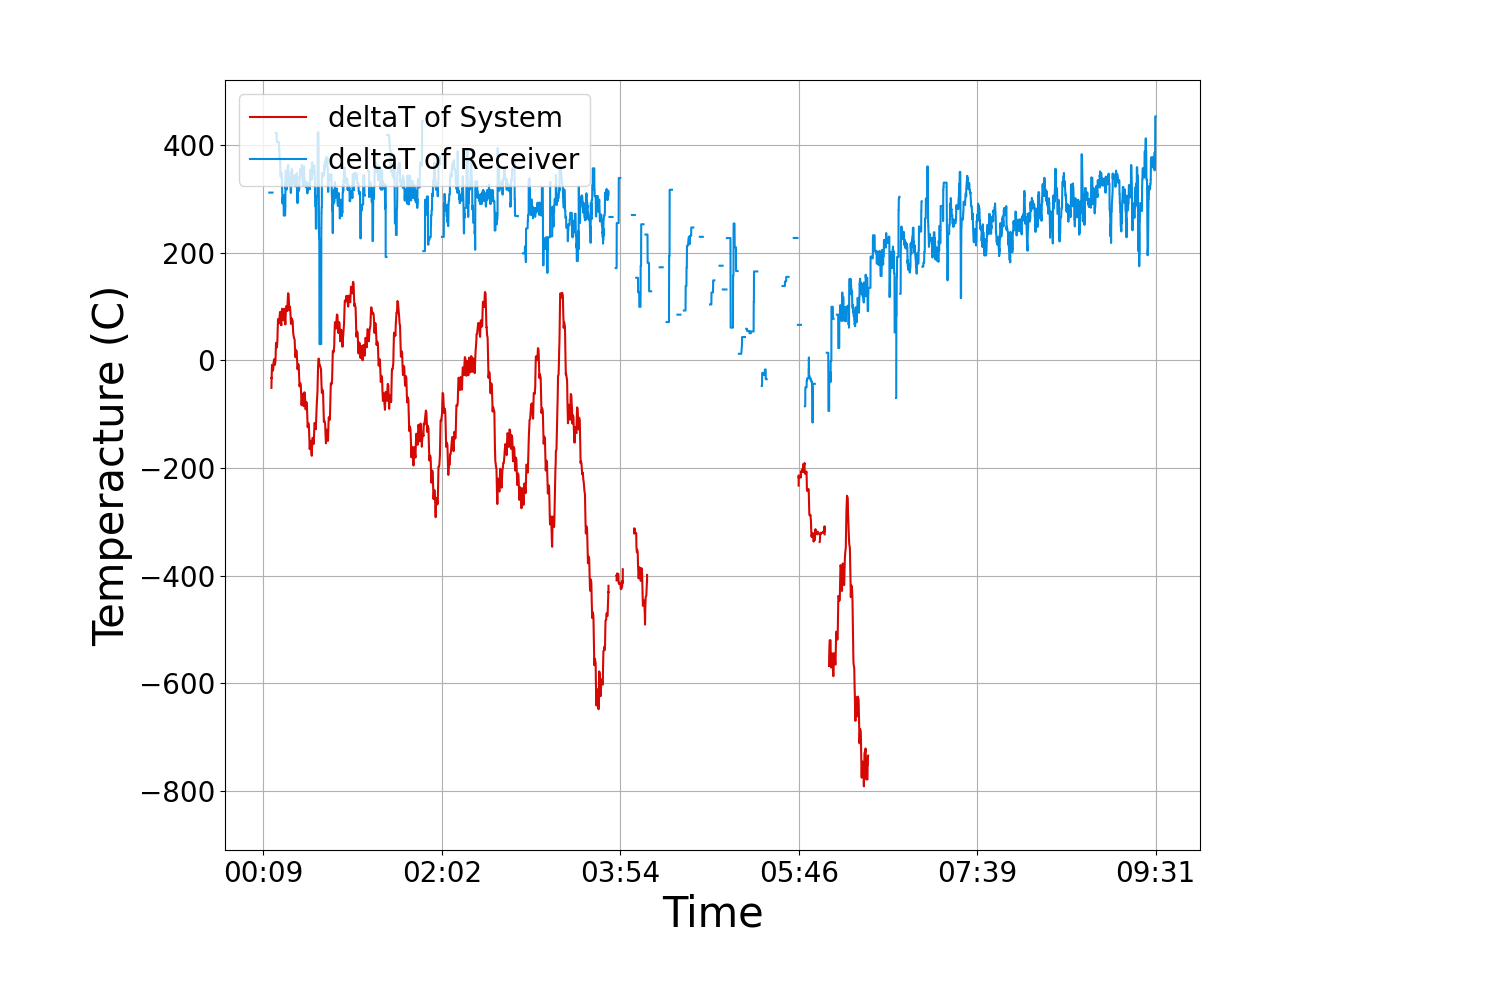 deltaT of System
deltaT of Receiver
400
200
0
−200
−400
−600
−800
Temperacture (C)
00:09 02:02 03:54 05:46 07:39 09:31
Time